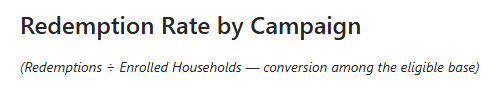 Redemption Rate by Campaign
(Redemptions ÷ Enrolled Households — conversion among the eligible base)